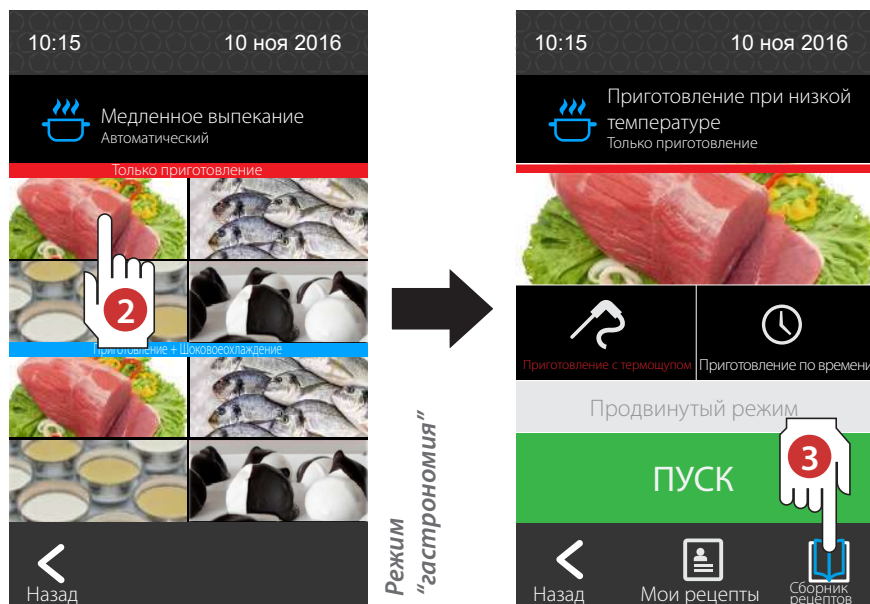 10:15 10 ноя 2016
Медленное выпекание
Автоматический
Только приготовление
2
Приготовление + Шоковоеохлаждение
Назад
Режим
“гастрономия”
10:15 10 ноя 2016
Приготовление при низкой
температуре
Только приготовление
Приготовление с термощупом Приготовление по времени
Продвинутый режим
3
ПУСК
Назад Мои рецепты Сборник
рецептов